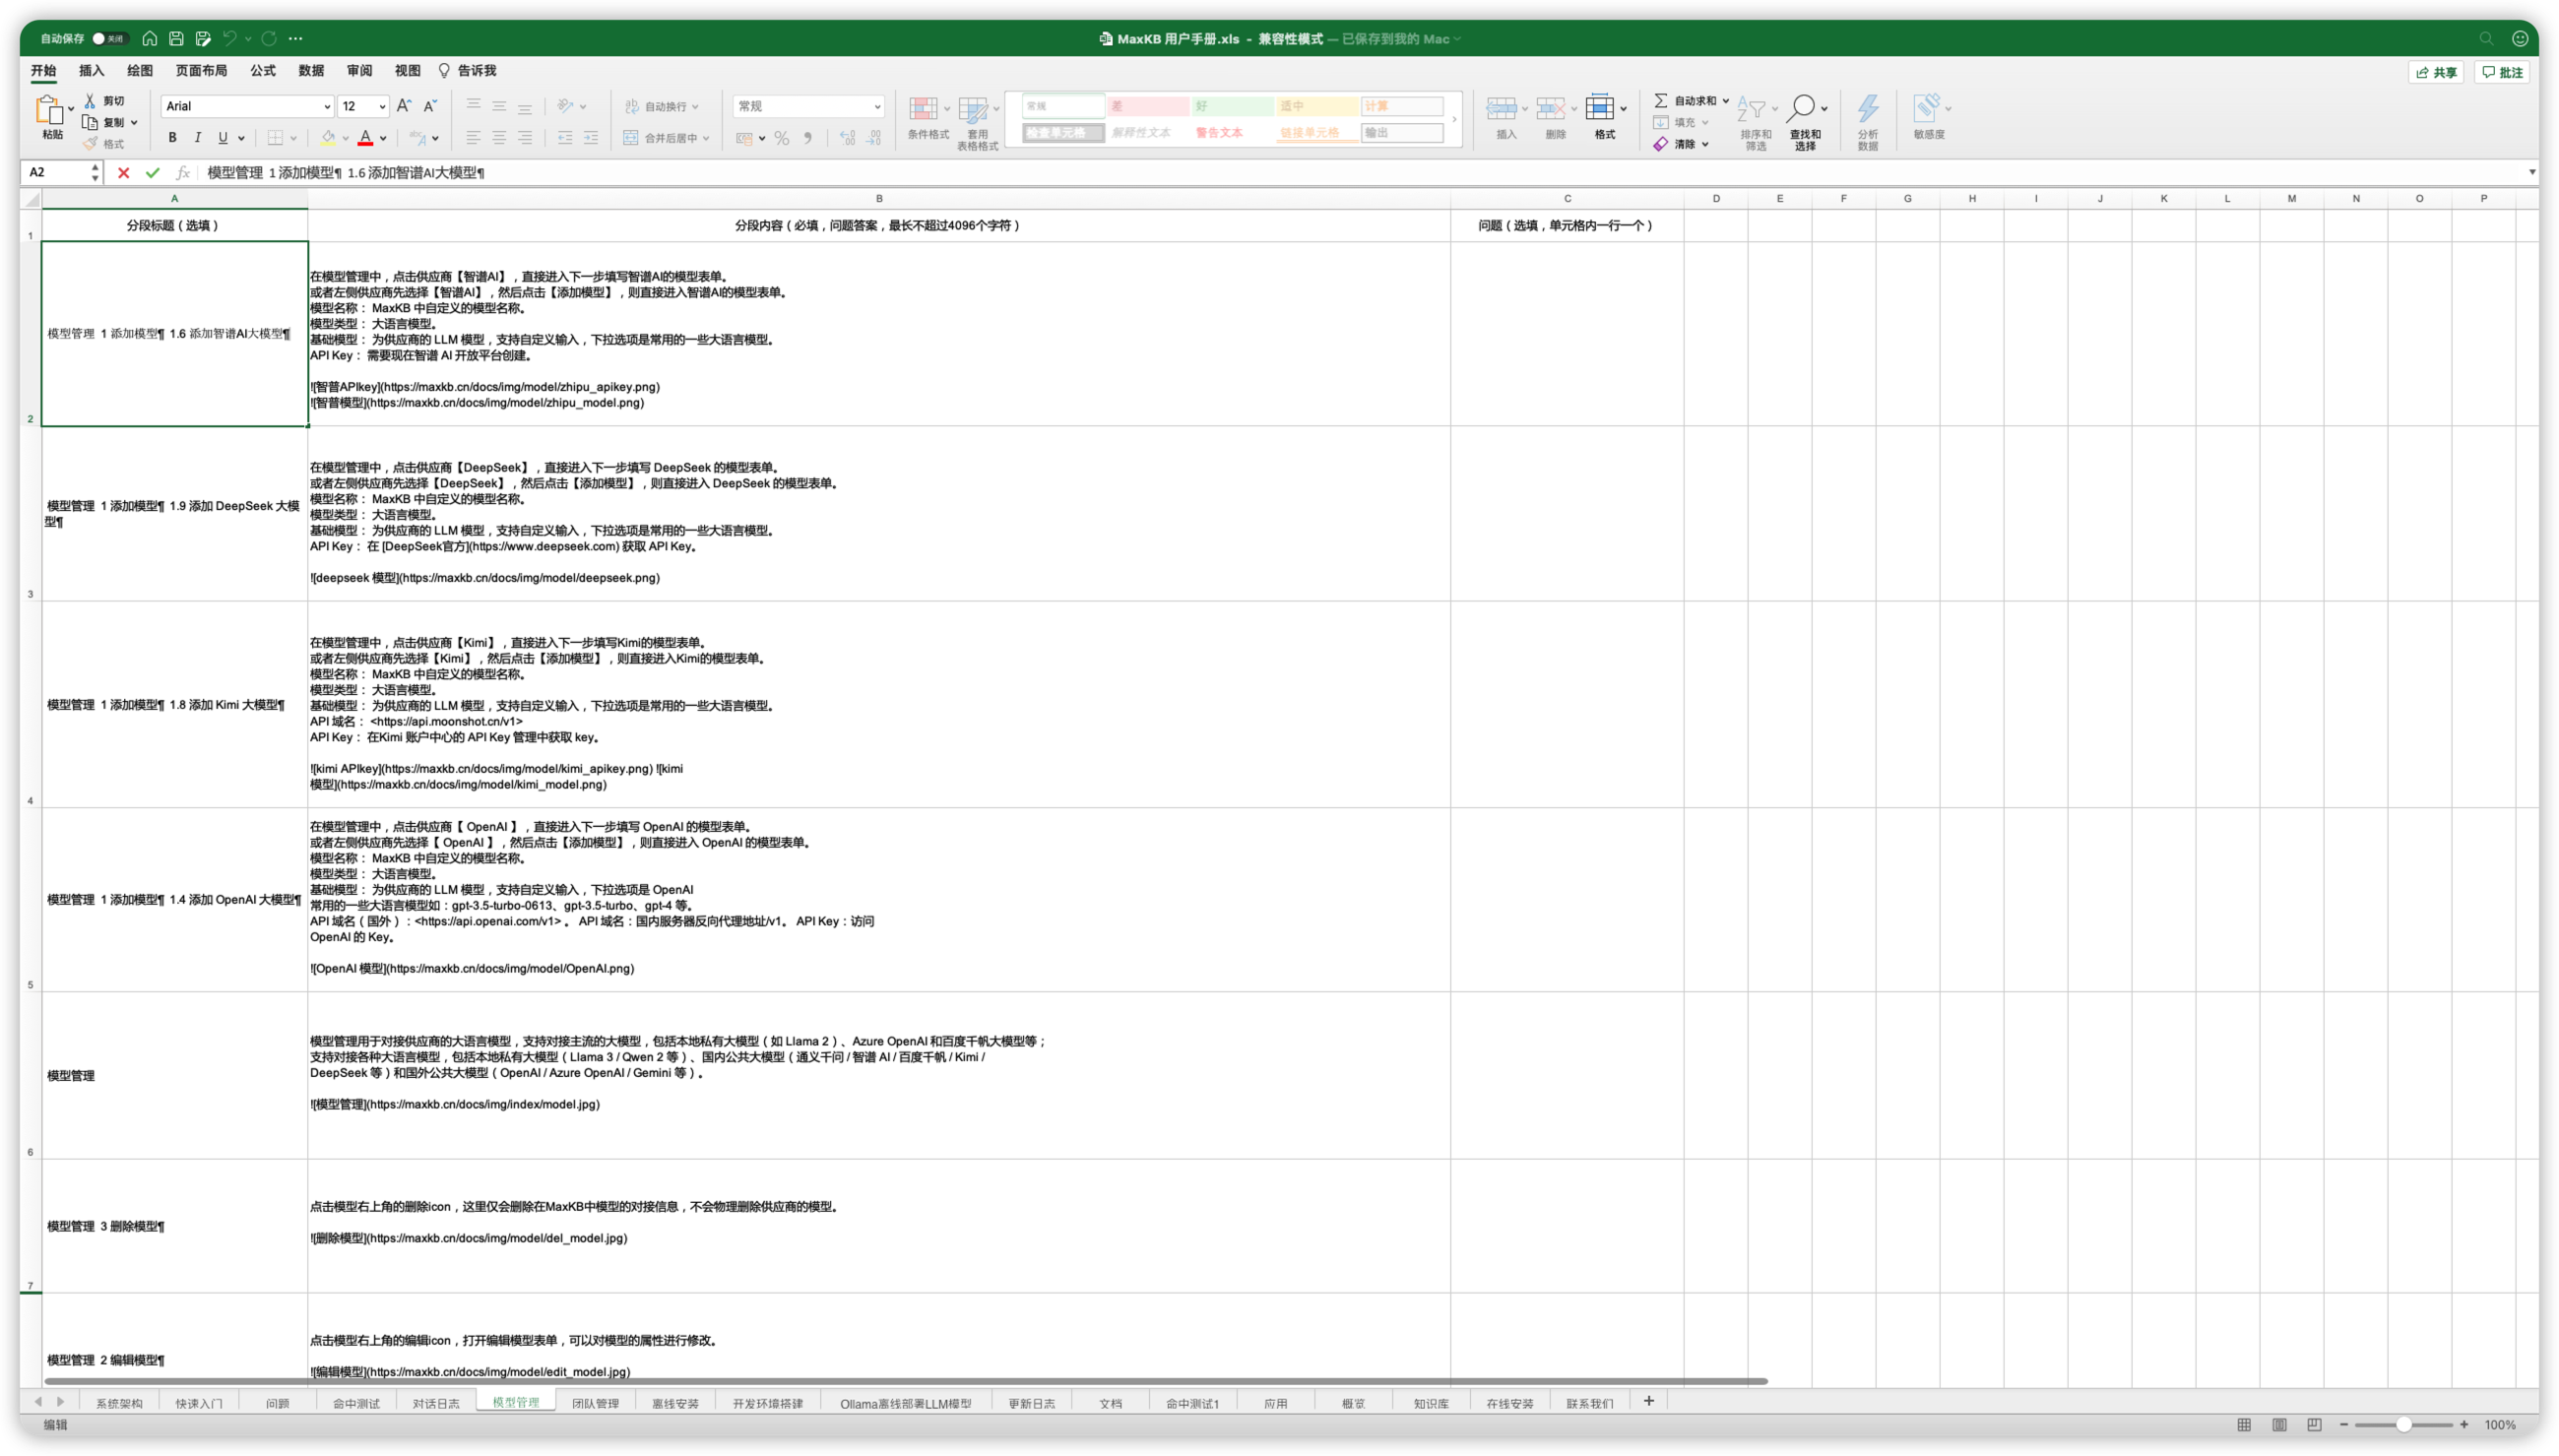 自动保存 关闭
MaxKB 用户手册.xls - 兼容性模式 — 已保存到我的 Mac
开始 插入 绘图 页面布局 公式 数据 审阅 视图 告诉我
共享 批注
粘贴 剪切 复制 格式
Arial 12
B I U A
自动换行
合并后居中
常规
条件格式 套用表格格式
常规 差 好 适中 计算
检查单元格 解释性文本 警告文本 链接单元格 输出
插入 删除 格式
自动求和 填充 清除
排序和筛选 查找和选择
分析数据
敏感度
A2 fx 模型管理 1 添加模型¶ 1.6 添加智谱AI大模型¶
A B C D E F G H I J K L M N O P
1 分段标题（选填） 分段内容（必填，问题答案，最长不超过4096个字符） 问题（选填，单元格内一行一个）
2
模型管理 1 添加模型¶ 1.6 添加智谱AI大模型¶
在模型管理中，点击供应商【智谱AI】，直接进入下一步填写智谱AI的模型表单。
或者左侧供应商先选择【智谱AI】，然后点击【添加模型】，则直接进入智谱AI的模型表单。
模型名称： MaxKB 中自定义的模型名称。
模型类型： 大语言模型。
基础模型： 为供应商的 LLM 模型，支持自定义输入，下拉选项是常用的一些大语言模型。
API Key： 需要现在智谱 AI 开放平台创建。
![智普APIkey](https://maxkb.cn/docs/img/model/zhipu_apikey.png)
![智普模型](https://maxkb.cn/docs/img/model/zhipu_model.png)
3
模型管理 1 添加模型¶ 1.9 添加 DeepSeek 大模
型¶
在模型管理中，点击供应商【DeepSeek】，直接进入下一步填写 DeepSeek 的模型表单。
或者左侧供应商先选择【DeepSeek】，然后点击【添加模型】，则直接进入 DeepSeek 的模型表单。
模型名称： MaxKB 中自定义的模型名称。
模型类型： 大语言模型。
基础模型： 为供应商的 LLM 模型，支持自定义输入，下拉选项是常用的一些大语言模型。
API Key： 在 [DeepSeek官方](https://www.deepseek.com) 获取 API Key。
![deepseek 模型](https://maxkb.cn/docs/img/model/deepseek.png)
4
模型管理 1 添加模型¶ 1.8 添加 Kimi 大模型¶
在模型管理中，点击供应商【Kimi】，直接进入下一步填写Kimi的模型表单。
或者左侧供应商先选择【Kimi】，然后点击【添加模型】，则直接进入Kimi的模型表单。
模型名称： MaxKB 中自定义的模型名称。
模型类型： 大语言模型。
基础模型： 为供应商的 LLM 模型，支持自定义输入，下拉选项是常用的一些大语言模型。
API 域名： <https://api.moonshot.cn/v1>
API Key： 在Kimi 账户中心的 API Key 管理中获取 key。
![kimi APIkey](https://maxkb.cn/docs/img/model/kimi_apikey.png) ![kimi
模型](https://maxkb.cn/docs/img/model/kimi_model.png)
5
模型管理 1 添加模型¶ 1.4 添加 OpenAI 大模型¶
在模型管理中，点击供应商【 OpenAI 】，直接进入下一步填写 OpenAI 的模型表单。
或者左侧供应商先选择【 OpenAI 】，然后点击【添加模型】，则直接进入 OpenAI 的模型表单。
模型名称： MaxKB 中自定义的模型名称。
模型类型： 大语言模型。
基础模型： 为供应商的 LLM 模型，支持自定义输入，下拉选项是 OpenAI
常用的一些大语言模型如：gpt-3.5-turbo-0613、gpt-3.5-turbo、gpt-4 等。
API 域名（国外）：<https://api.openai.com/v1> 。 API 域名：国内服务器反向代理地址/v1。 API Key：访问
OpenAI 的 Key。
![OpenAI 模型](https://maxkb.cn/docs/img/model/OpenAI.png)
6
模型管理
模型管理用于对接供应商的大语言模型，支持对接主流的大模型，包括本地私有大模型（如 Llama 2）、Azure OpenAI 和百度千帆大模型等；
支持对接各种大语言模型，包括本地私有大模型（Llama 3 / Qwen 2 等）、国内公共大模型（通义千问 / 智谱 AI / 百度千帆 / Kimi /
DeepSeek 等）和国外公共大模型（OpenAI / Azure OpenAI / Gemini 等）。
![模型管理](https://maxkb.cn/docs/img/index/model.jpg)
7
模型管理 3 删除模型¶
点击模型右上角的删除icon，这里仅会删除在MaxKB中模型的对接信息，不会物理删除供应商的模型。
![删除模型](https://maxkb.cn/docs/img/model/del_model.jpg)
模型管理 2 编辑模型¶
点击模型右上角的编辑icon，打开编辑模型表单，可以对模型的属性进行修改。
![编辑模型](https://maxkb.cn/docs/img/model/edit_model.jpg)
系统架构 快速入门 问题 命中测试 对话日志 模型管理 团队管理 离线安装 开发环境搭建 Ollama离线部署LLM模型 更新日志 文档 命中测试1 应用 概览 知识库 在线安装 联系我们 +
编辑 100%